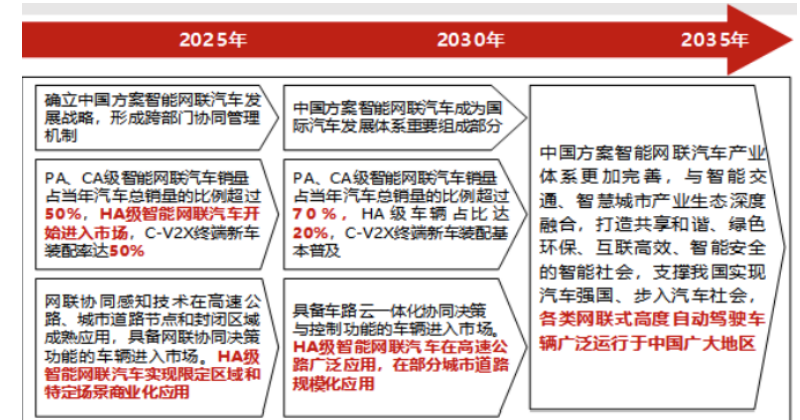 2025年
2030年
2035年
确立中国方案智能网联汽车发
展战略，形成跨部门协同管理
机制
中国方案智能网联汽车成为国
际汽车发展体系重要组成部分
PA、CA级智能网联汽车销量
占当年汽车总销量的比例超过
50%，HA级智能网联汽车开
始进入市场，C-V2X终端新车
装配率达50%
PA、CA级智能网联汽车销量
占当年汽车总销量的比例超过
70%，HA级车辆占比达
20%，C-V2X终端新车装配基
本普及
网联协同感知技术在高速公
路、城市道路节点和封闭区域
成熟应用，具备网联协同决策
功能的车辆进入市场。HA级
智能网联汽车实现限定区域和
特定场景商业化应用
具备车路云一体化协同决策
与控制功能的车辆进入市场。
HA级智能网联汽车在高速公
路广泛应用，在部分城市道路
规模化应用
中国方案智能网联汽车产业
体系更加完善，与智能交
通、智慧城市产业生态深度
融合，打造共享和谐、绿色
环保、互联高效、智能安全
的智能社会，支撑我国实现
汽车强国、步入汽车社会，
各类网联式高度自动驾驶车
辆广泛运行于中国广大地区